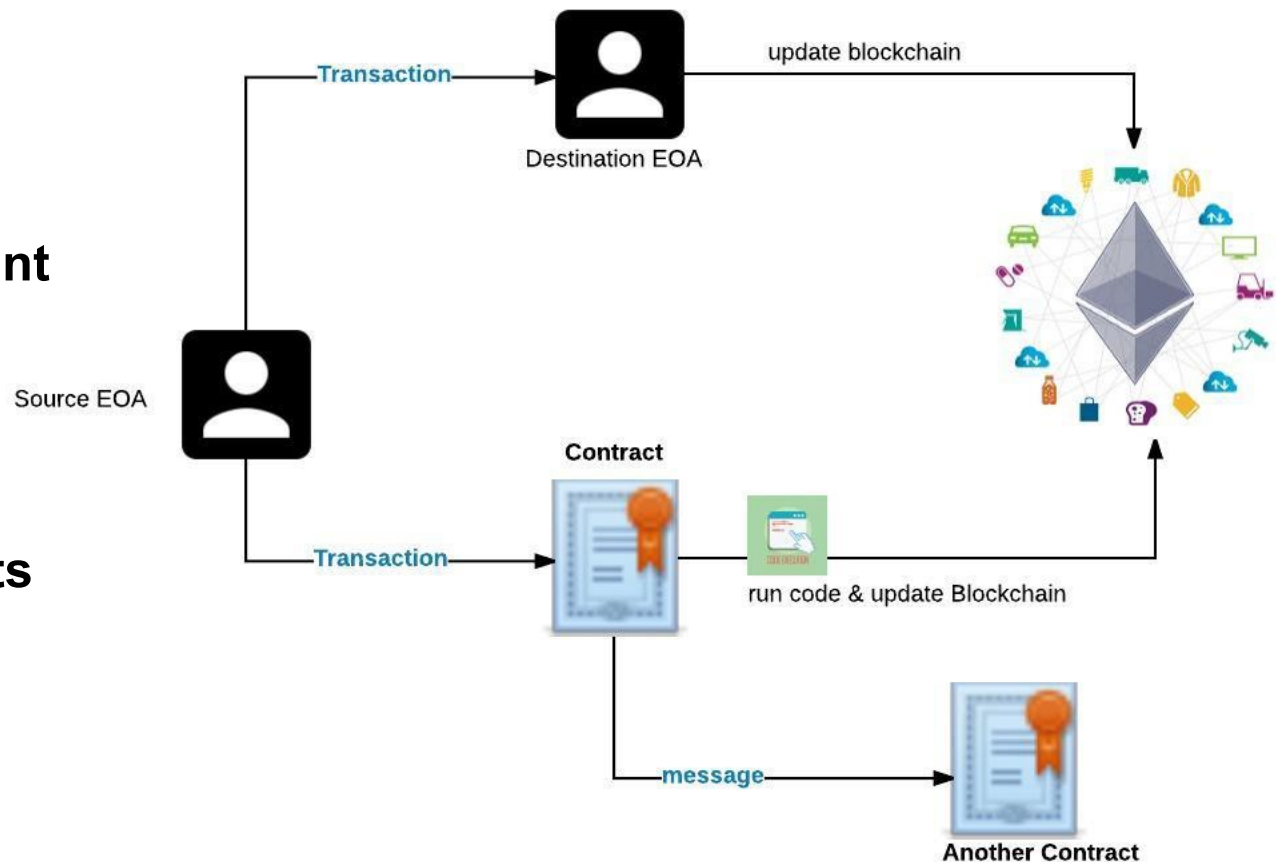 update blockchain
Transaction
Destination EOA
nt
Source EOA
Contract
Transaction
ts
run code & update Blockchain
message
Another Contract